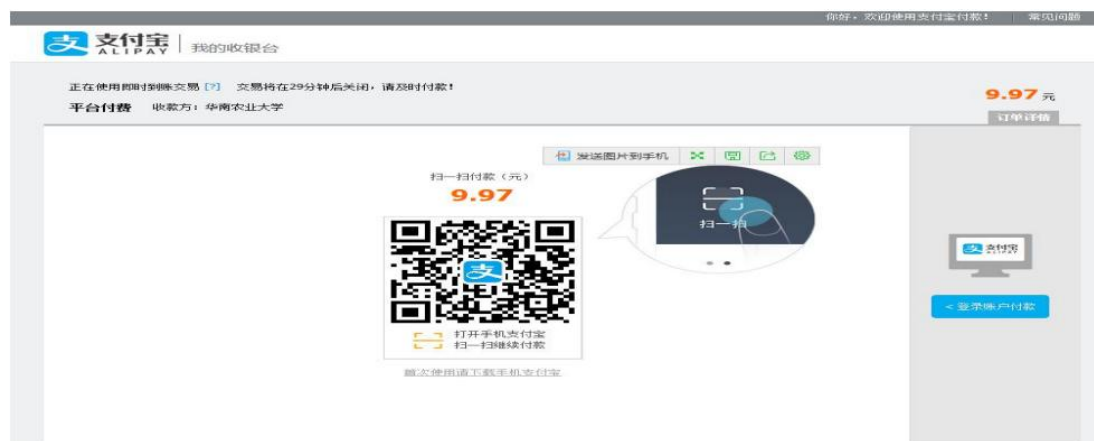 你好，欢迎使用支付宝付款！ 常见问题
支 支付宝 ALIPAY 我的收银台
正在使用即时到账交易 [?] 交易将在29分钟后关闭，请及时付款！
平台付费 收款方：华南农业大学
9.97 元
订单详情
发送图片到手机
扫一扫付款（元）
9.97
扫一扫
支
打开手机支付宝
扫一扫继续付款
首次使用请下载手机支付宝
支 支付宝 ALIPAY
<登录账户付款